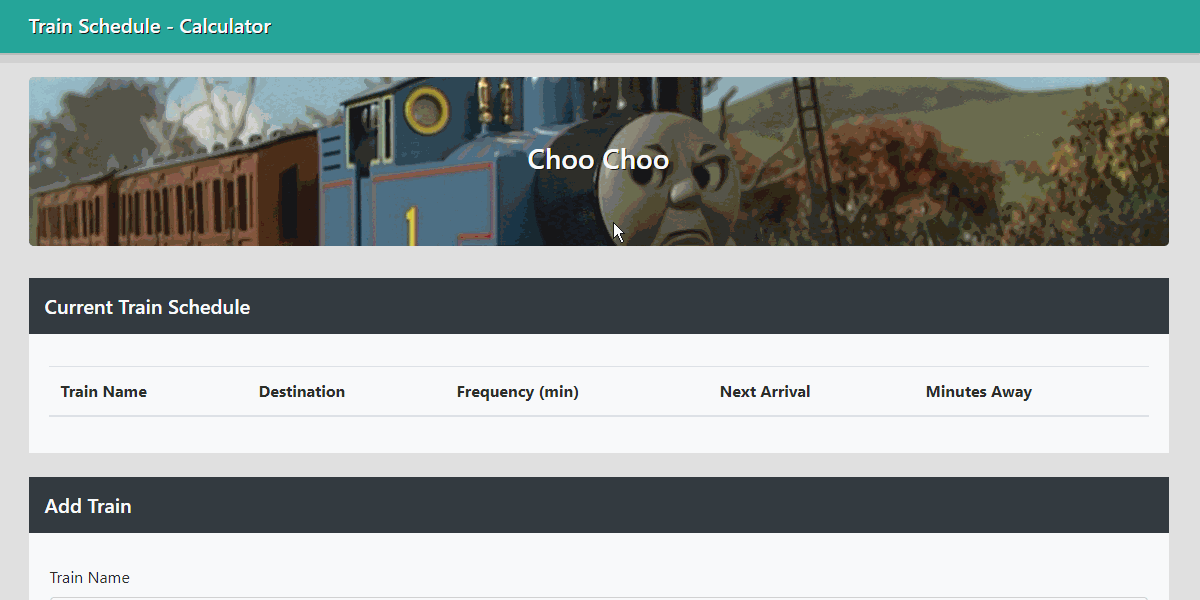 Train Schedule - Calculator
1
Choo Choo
Current Train Schedule
Train Name Destination Frequency (min) Next Arrival Minutes Away
Add Train
Train Name